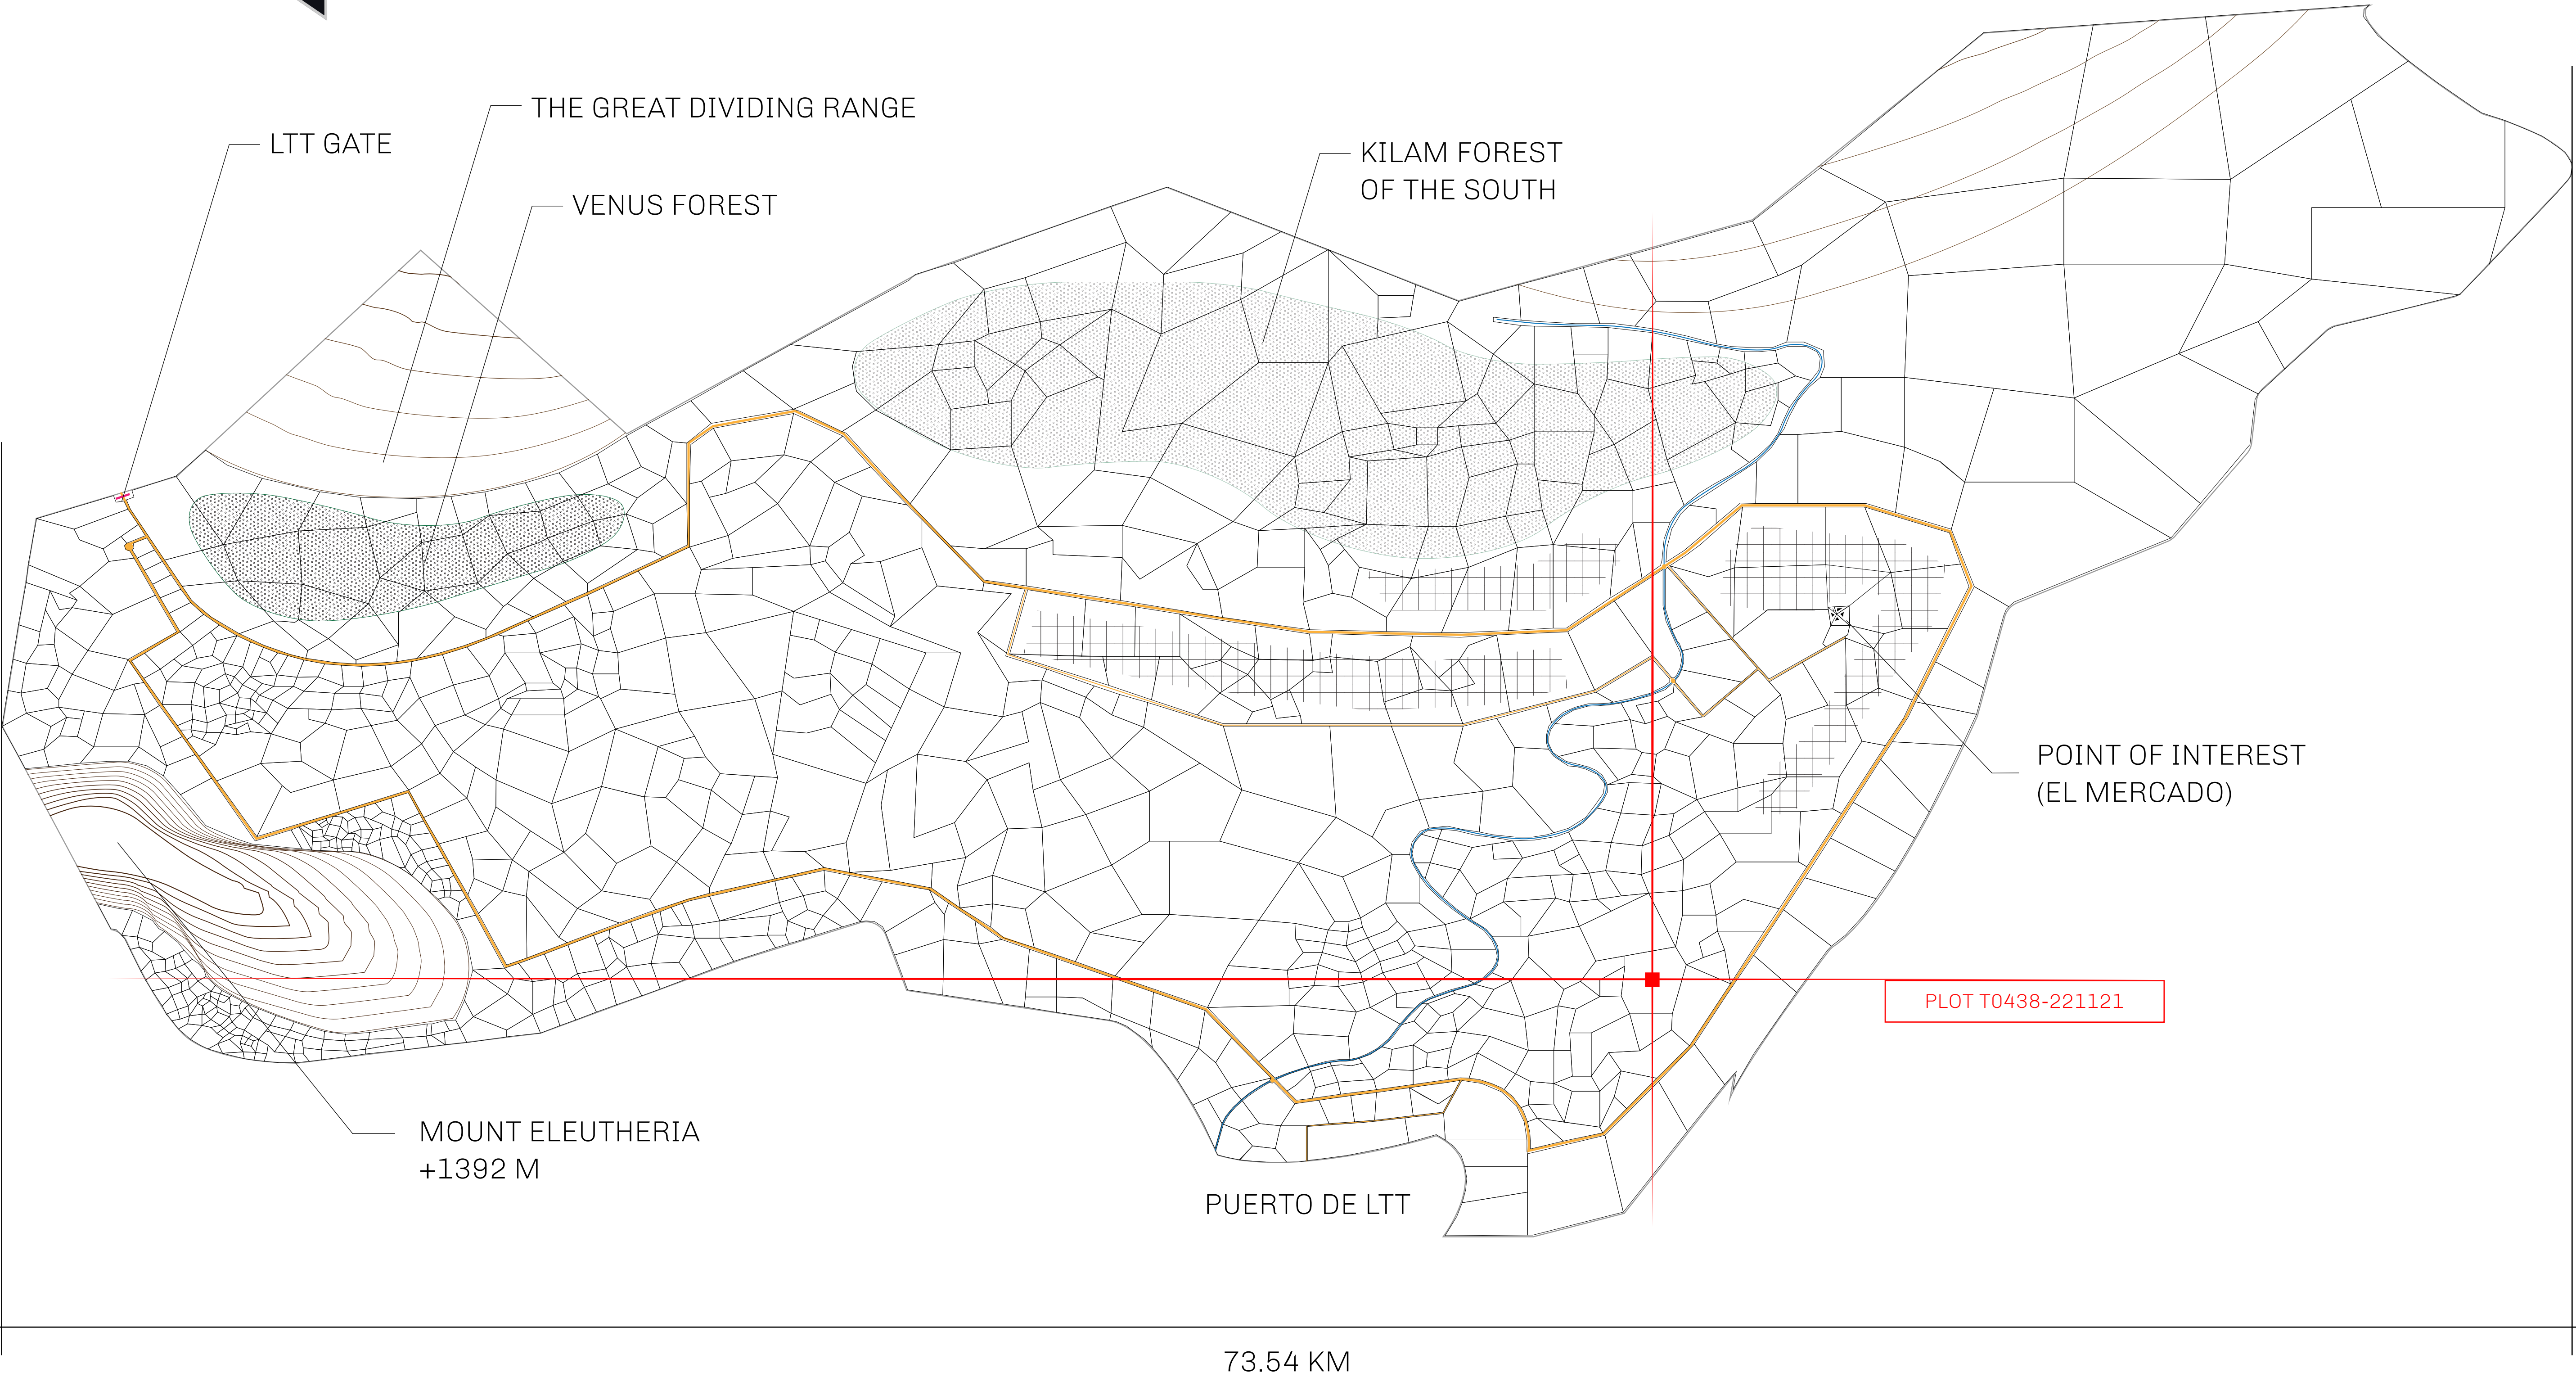 THE GREAT DIVIDING RANGE
LTT GATE
KILAM FOREST
OF THE SOUTH
VENUS FOREST
POINT OF INTEREST
(EL MERCADO)
PLOT T0438-221121
MOUNT ELEUTHERIA
+1392 M
PUERTO DE LTT
73.54 KM